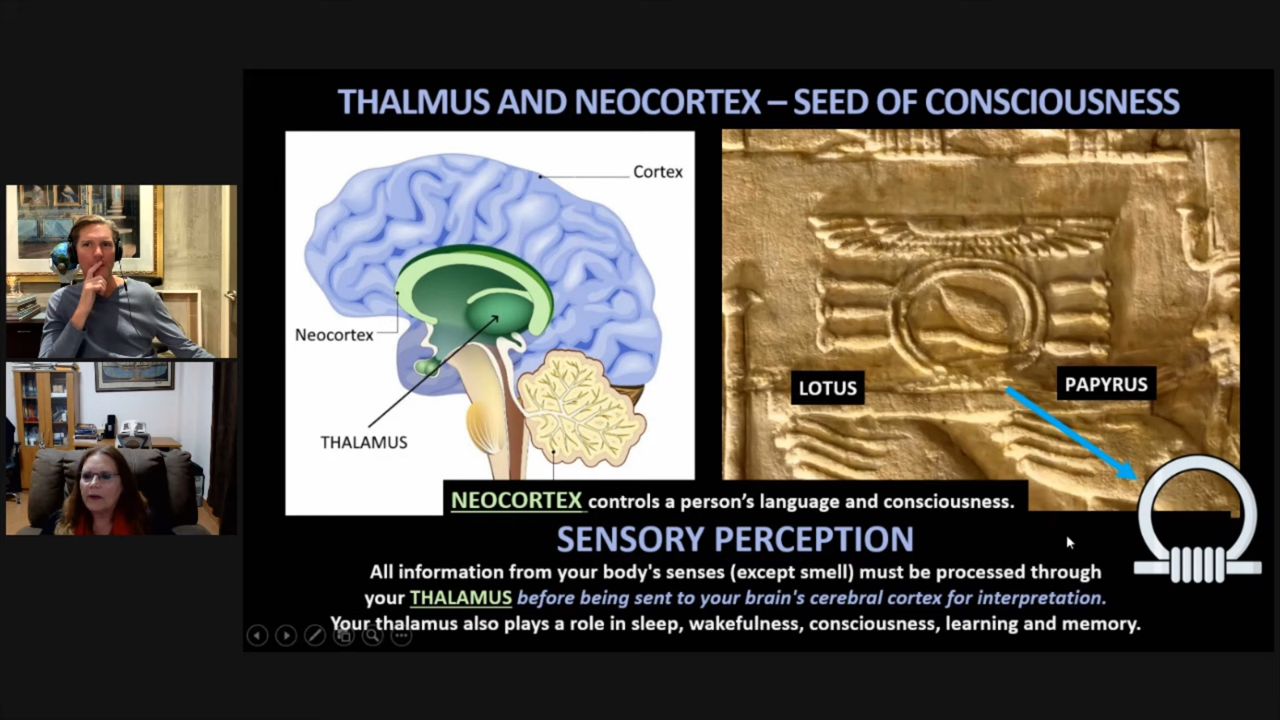 THALMUS AND NEOCORTEX – SEED OF CONSCIOUSNESS
Cortex
Neocortex
THALAMUS
LOTUS
PAPYRUS
NEOCORTEX controls a person's language and consciousness.
SENSORY PERCEPTION
All information from your body's senses (except smell) must be processed through
your THALAMUS before being sent to your brain's cerebral cortex for interpretation.
Your thalamus also plays a role in sleep, wakefulness, consciousness, learning and memory.